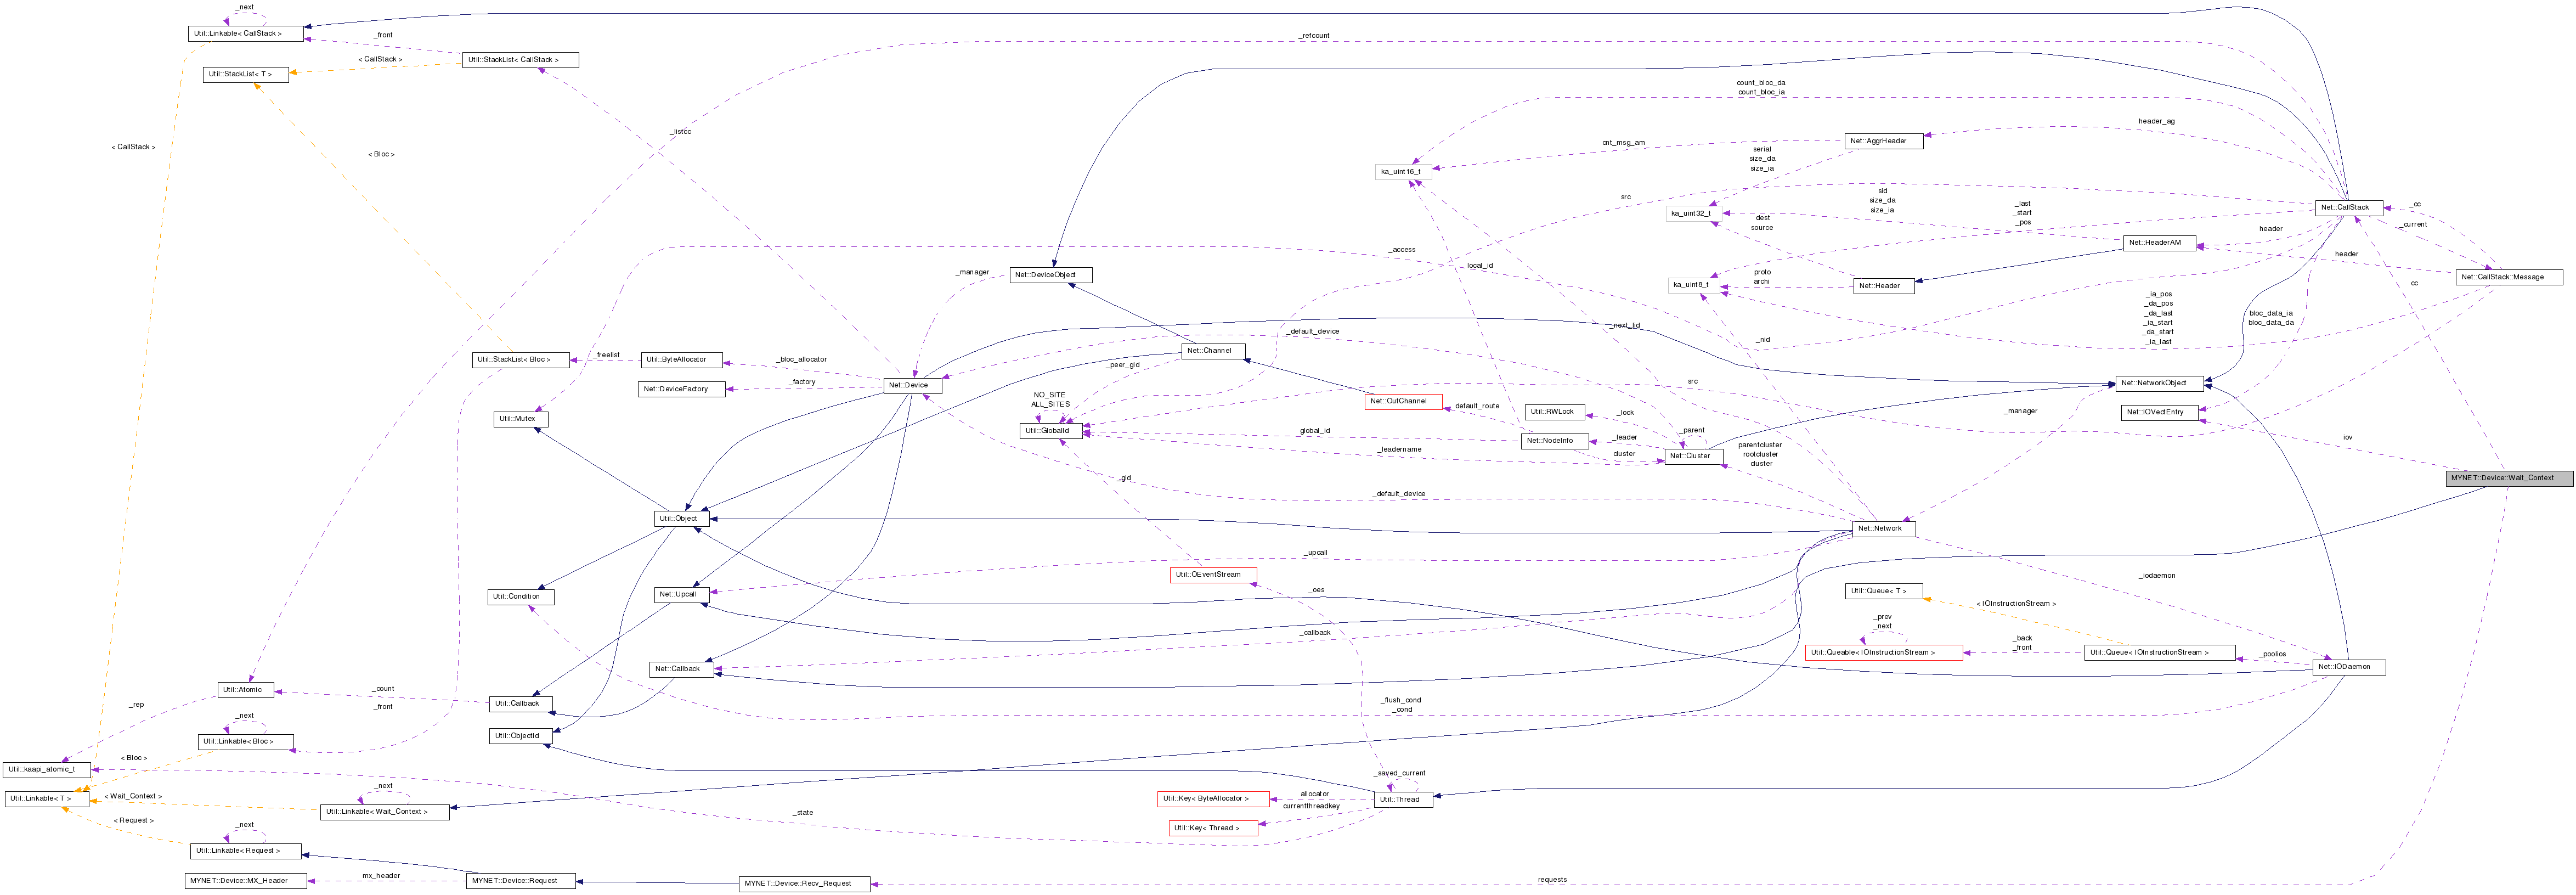 _next
Util::Linkable< CallStack >
_front
_refcount
Util::StackList< CallStack >
< CallStack >
Util::StackList< T >
count_bloc_da
count_bloc_ia
header_ag
_listcc
Net::AggrHeader
cnt_msg_am
< CallStack >
serial
size_da
size_ia
< Bloc >
ka_uint16_t
sid
size_da
size_ia
src
_last
_start
_pos
_cc
Net::CallStack
ka_uint32_t
dest
source
_current
header
Net::HeaderAM
_access
header
local_id
_manager
Net::DeviceObject
proto
archi
Net::CallStack::Message
cc
ka_uint8_t
Net::Header
_ia_pos
_da_pos
_da_last
_ia_start
_da_start
_ia_last
bloc_data_ia
bloc_data_da
_next_lid
_default_device
_nid
Net::Channel
_freelist
Util::StackList< Bloc >
Util::ByteAllocator
_bloc_allocator
_peer_gid
Net::DeviceFactory
_factory
Net::Device
src
Net::NetworkObject
NO_SITE
ALL_SITES
Net::OutChannel
default_route
Util::RWLock
_lock
_manager
Net::IOVectEntry
Util::Mutex
Util::GlobalId
global_id
_parent
Net::NodeInfo
_leader
iov
_leadername
cluster
Net::Cluster
parentcluster
rootcluster
cluster
_gid
MYNET::Device::Wait_Context
_default_device
Util::Object
Net::Network
_upcall
Util::OEventStream
_iodaemon
Util::Condition
Net::Upcall
_oes
Util::Queue< T >
< IOInstructionStream >
_prev
_next
_callback
_back
_front
Util::Queable< IOInstructionStream >
Util::Queue< IOInstructionStream >
_poolios
Net::IODaemon
Net::Callback
Util::Atomic
_count
_rep
_front
Util::Callback
_flush_cond
_cond
_next
Util::Linkable< Bloc >
Util::ObjectId
< Bloc >
Util::kaapi_atomic_t
_saved_current
_next
Util::Linkable< T >
< Wait_Context >
Util::Key< ByteAllocator >
allocator
Util::Thread
Util::Linkable< Wait_Context >
currentthreadkey
_state
< Request >
_next
Util::Key< Thread >
Util::Linkable< Request >
mx_header
MYNET::Device::MX_Header
MYNET::Device::Request
MYNET::Device::Recv_Request
requests